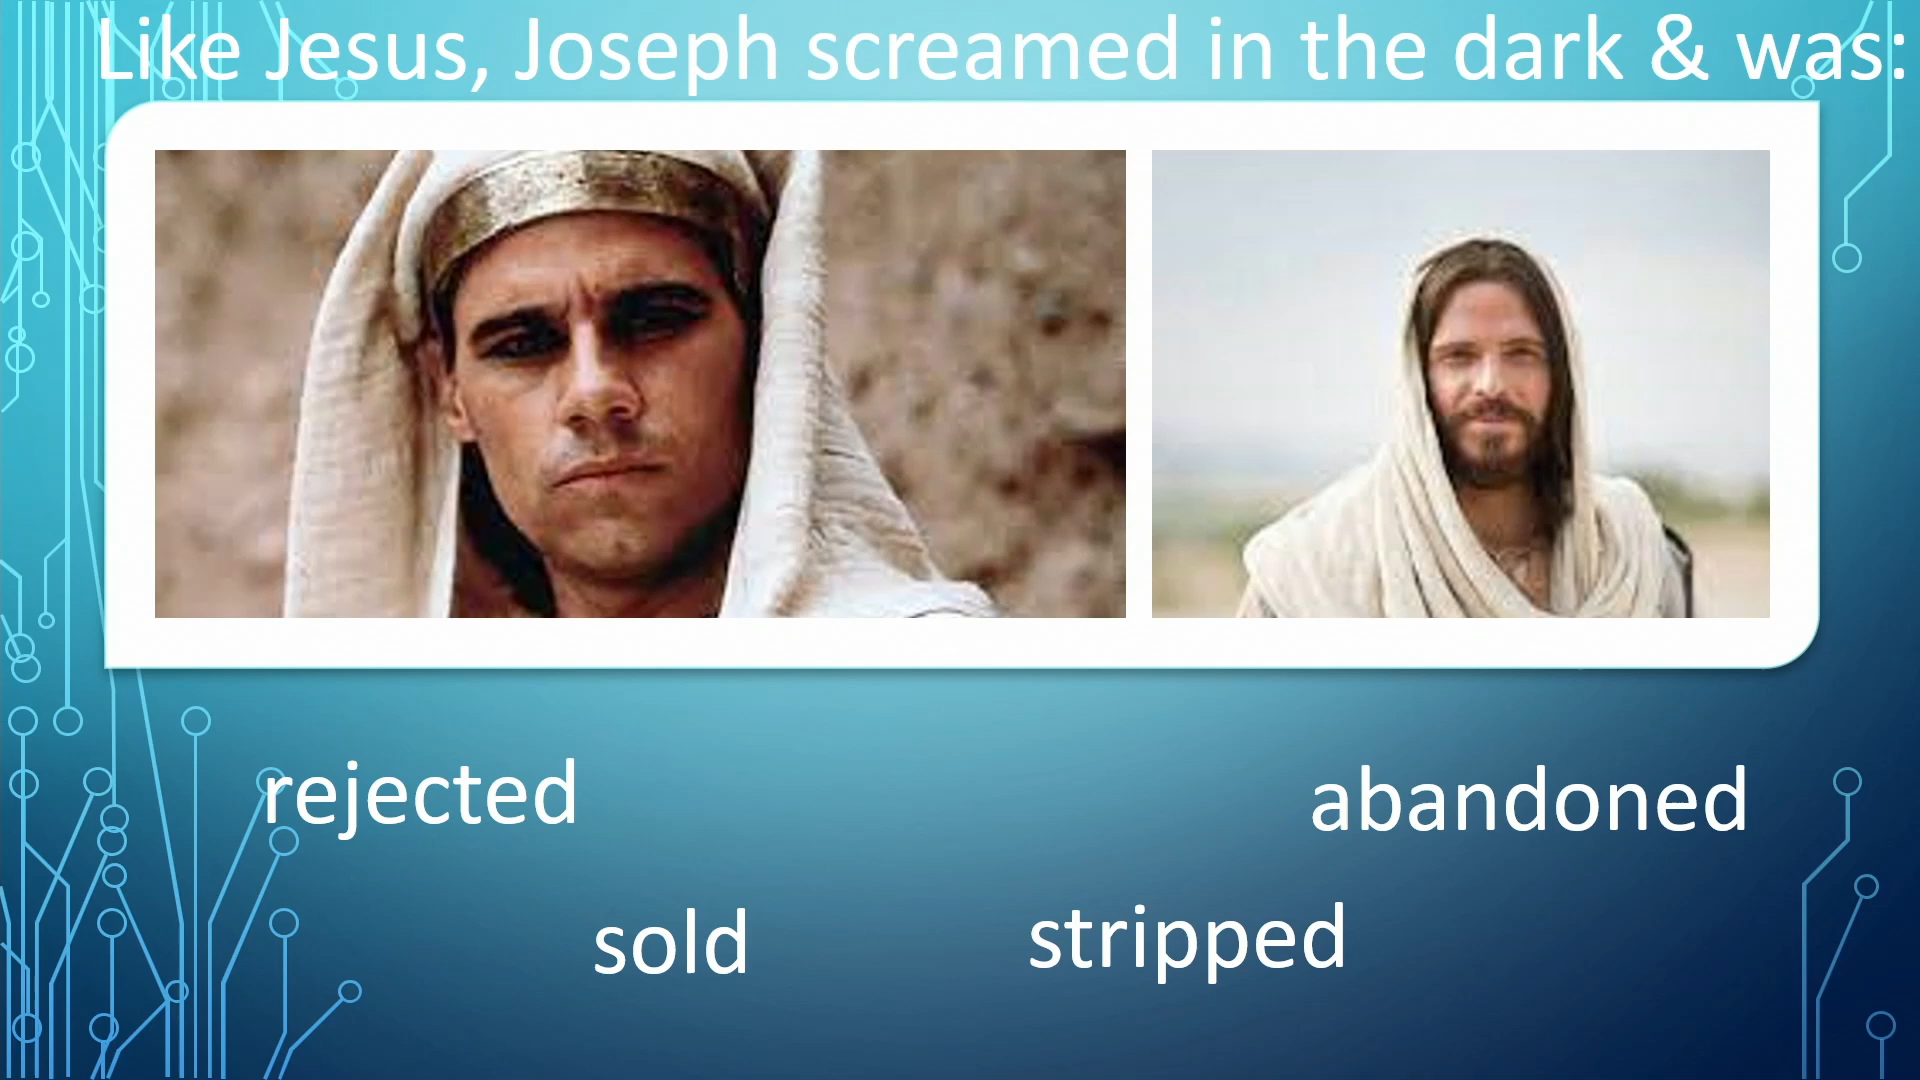 Like Jesus, Joseph screamed in the dark & was:
rejected
abandoned
sold
stripped